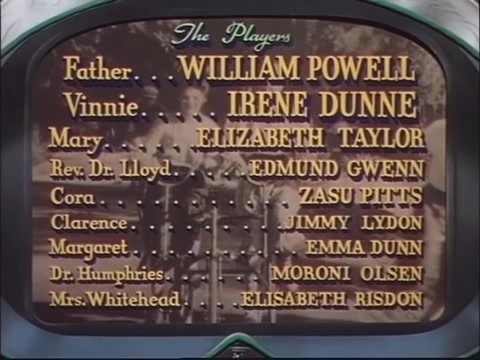 The Players
Father. . . WILLIAM POWELL
Vinnie. . . . . IRENE DUNNE
Mary. . . . . . ELIZABETH TAYLOR
Rev. Dr. Lloyd. . . . . EDMUND GWENN
Cora . . . . . . . . . . . ZASU PITTS
Clarence. . . . . . . . JIMMY LYDON
Margaret . . . . . . . . . EMMA DUNN
Dr. Humphries. . . . . . MORONI OLSEN
Mrs. Whitehead . . . . ELISABETH RISDON